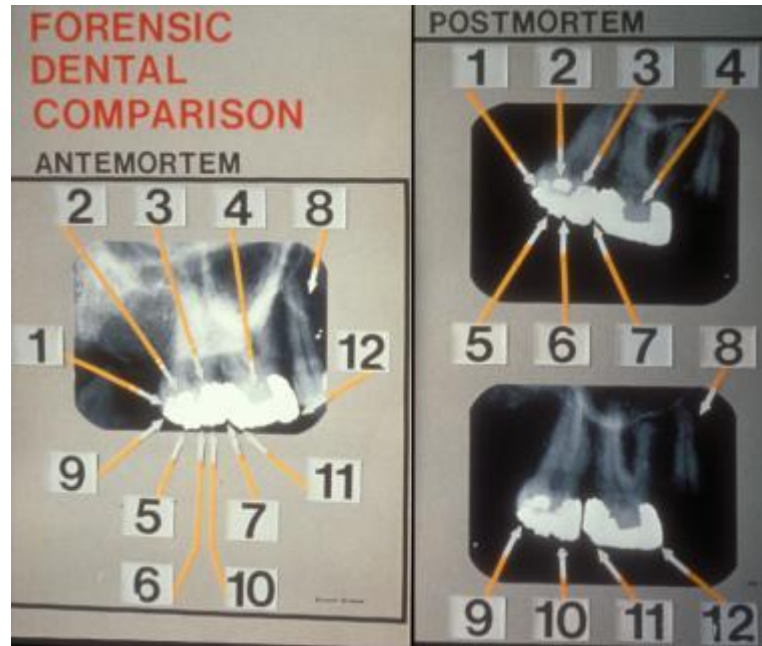 FORENSIC
DENTAL
COMPARISON
ANTEMORTEM
2 3 4 8
1 12
9 11
5 7
6 10
POSTMORTEM
1 2 3 4
5 6 7
8
9 10 11 12